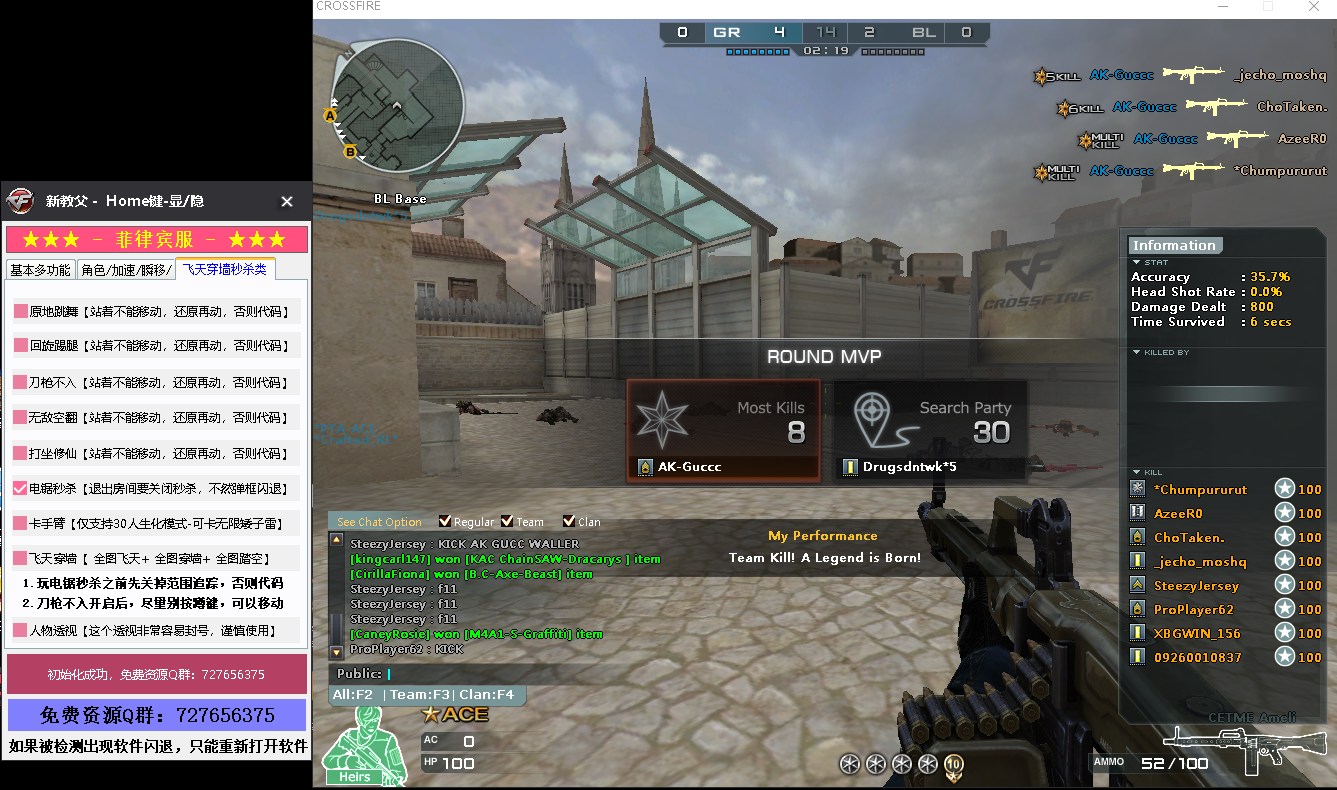 CROSSFIRE
0 GR 4 14 2 BL 0
02:19
A
B
BL Base
5KILL AK-Guccc _jecho_moshq
6KILL AK-Guccc ChoTaken.
MULTI KILL AK-Guccc AzeeR0
MULTI KILL AK-Guccc *Chumpururut
新教父 - Home键-显/隐
★★★ - 菲律宾服 - ★★★
基本多功能 角色/加速/瞬移/ 飞天穿墙秒杀类
原地跳舞【站着不能移动，还原再动，否则代码】
回旋踢腿【站着不能移动，还原再动，否则代码】
刀枪不入【站着不能移动，还原再动，否则代码】
无敌空翻【站着不能移动，还原再动，否则代码】
打坐修仙【站着不能移动，还原再动，否则代码】
电锯秒杀【退出房间要关闭秒杀，不然弹框闪退】
卡手臂【仅支持30人生化模式-可卡无限矮子雷】
飞天穿墙【 全图飞天+ 全图穿墙+ 全图踏空】
1.玩电锯秒杀之前先关掉范围追踪，否则代码
2.刀枪不入开启后，尽量别按蹲键，可以移动
人物透视【这个透视非常容易封号，谨慎使用】
初始化成功，免费资源Q群：727656375
免费资源Q群：727656375
如果被检测出现软件闪退，只能重新打开软件
CROSSFIRE
Information
STAT
Accuracy : 35.7%
Head Shot Rate : 0.0%
Damage Dealt : 800
Time Survived : 6 secs
KILLED BY
KILL
*Chumpururut 100
AzeeR0 100
ChoTaken. 100
_jecho_moshq 100
SteezyJersey 100
ProPlayer62 100
XBGWIN_156 100
09260010837 100
ROUND MVP
Most Kills
8
AK-Guccc
Search Party
30
Drugsdntwk*5
My Performance
Team Kill! A Legend is Born!
See Chat Option Regular Team Clan
SteezyJersey : KICK AK GUCC WALLER
[kingcarl147] won [KAC ChainSAW-Dracarys ] item
[CirillaFiona] won [B.C-Axe-Beast] item
SteezyJersey : f11
SteezyJersey : f11
SteezyJersey : f11
[CaneyRosie] won [M4A1-S-Graffiti] item
ProPlayer62 : KICK
Public:
All:F2 |Team:F3| Clan:F4
ACE
AC 0
HP 100
Heirs
10
CETME Ameli
AMMO 52/100